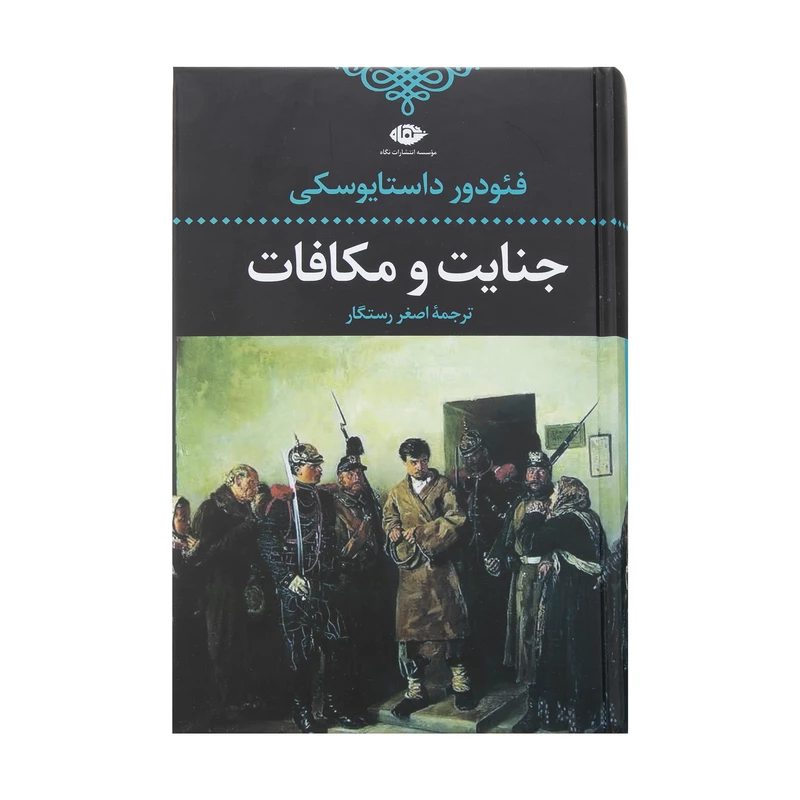 نگاه
مؤسسه انتشارات نگاه
فئودور داستایوسکی
جنایت و مکافات
ترجمهٔ اصغر رستگار